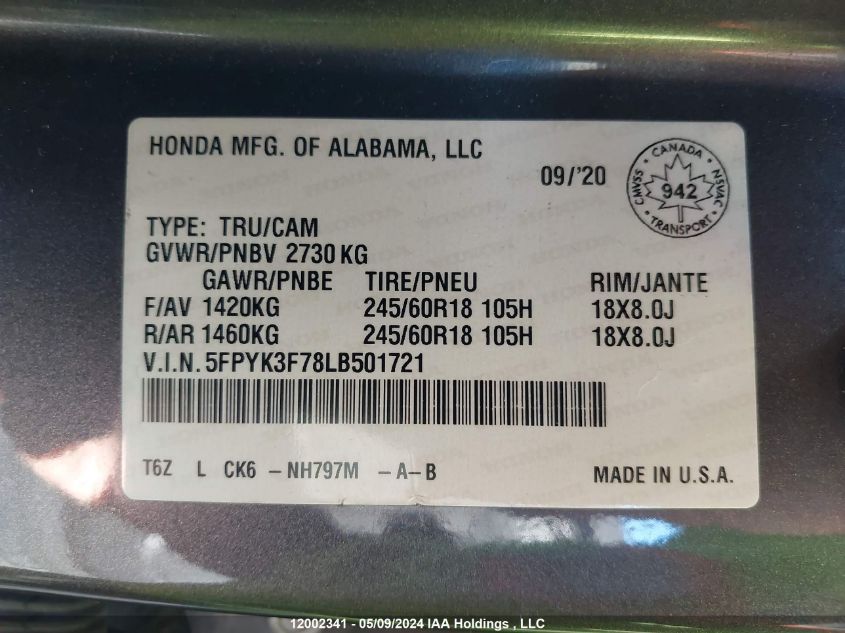 HONDA MFG. OF ALABAMA, LLC
09/'20
CANADA
CMVSS 942 NSVAC
TRANSPORT
TYPE: TRU/CAM
GVWR/PNBV 2730 KG
GAWR/PNBE TIRE/PNEU RIM/JANTE
F/AV 1420KG 245/60R18 105H 18X8.0J
R/AR 1460KG 245/60R18 105H 18X8.0J
V.I.N. 5FPYK3F78LB501721
T6Z L CK6 - NH797M - A - B MADE IN U.S.A.
12002341 - 05/09/2024 IAA Holdings , LLC